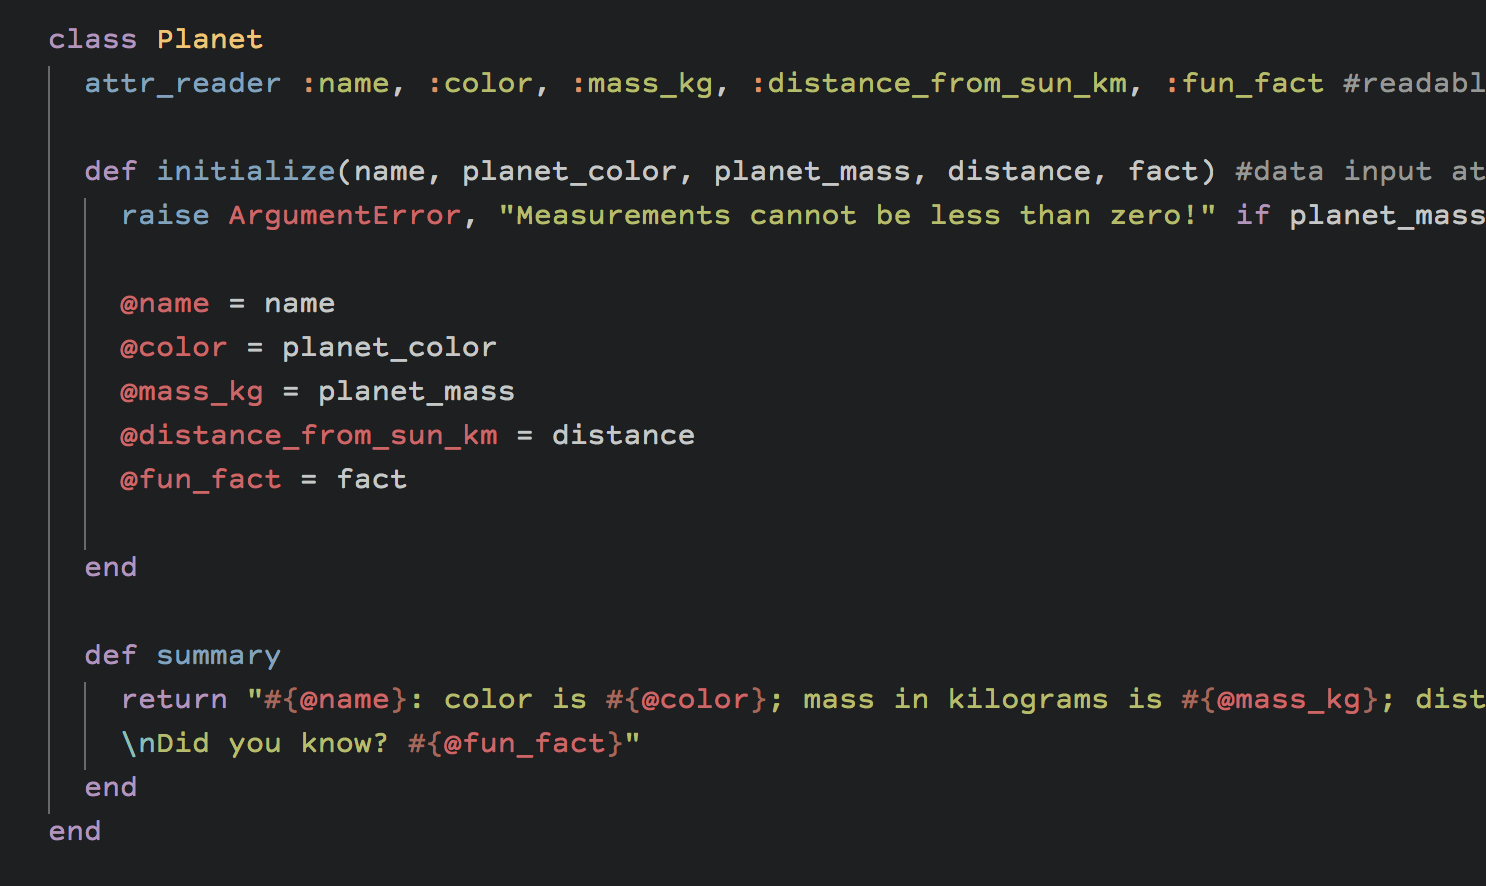 class Planet
attr_reader :name, :color, :mass_kg, :distance_from_sun_km, :fun_fact
def initialize(name, planet_color, planet_mass, distance, fact) #data input at
raise ArgumentError, "Measurements cannot be less than zero!" if planet_mass
@name = name
@color = planet_color
@mass_kg = planet_mass
@distance_from_sun_km = distance
@fun_fact = fact
end
def summary
return "#{@name}: color is #{@color}; mass in kilograms is #{@mass_kg};
\nDid you know? #{@fun_fact}"
end
end